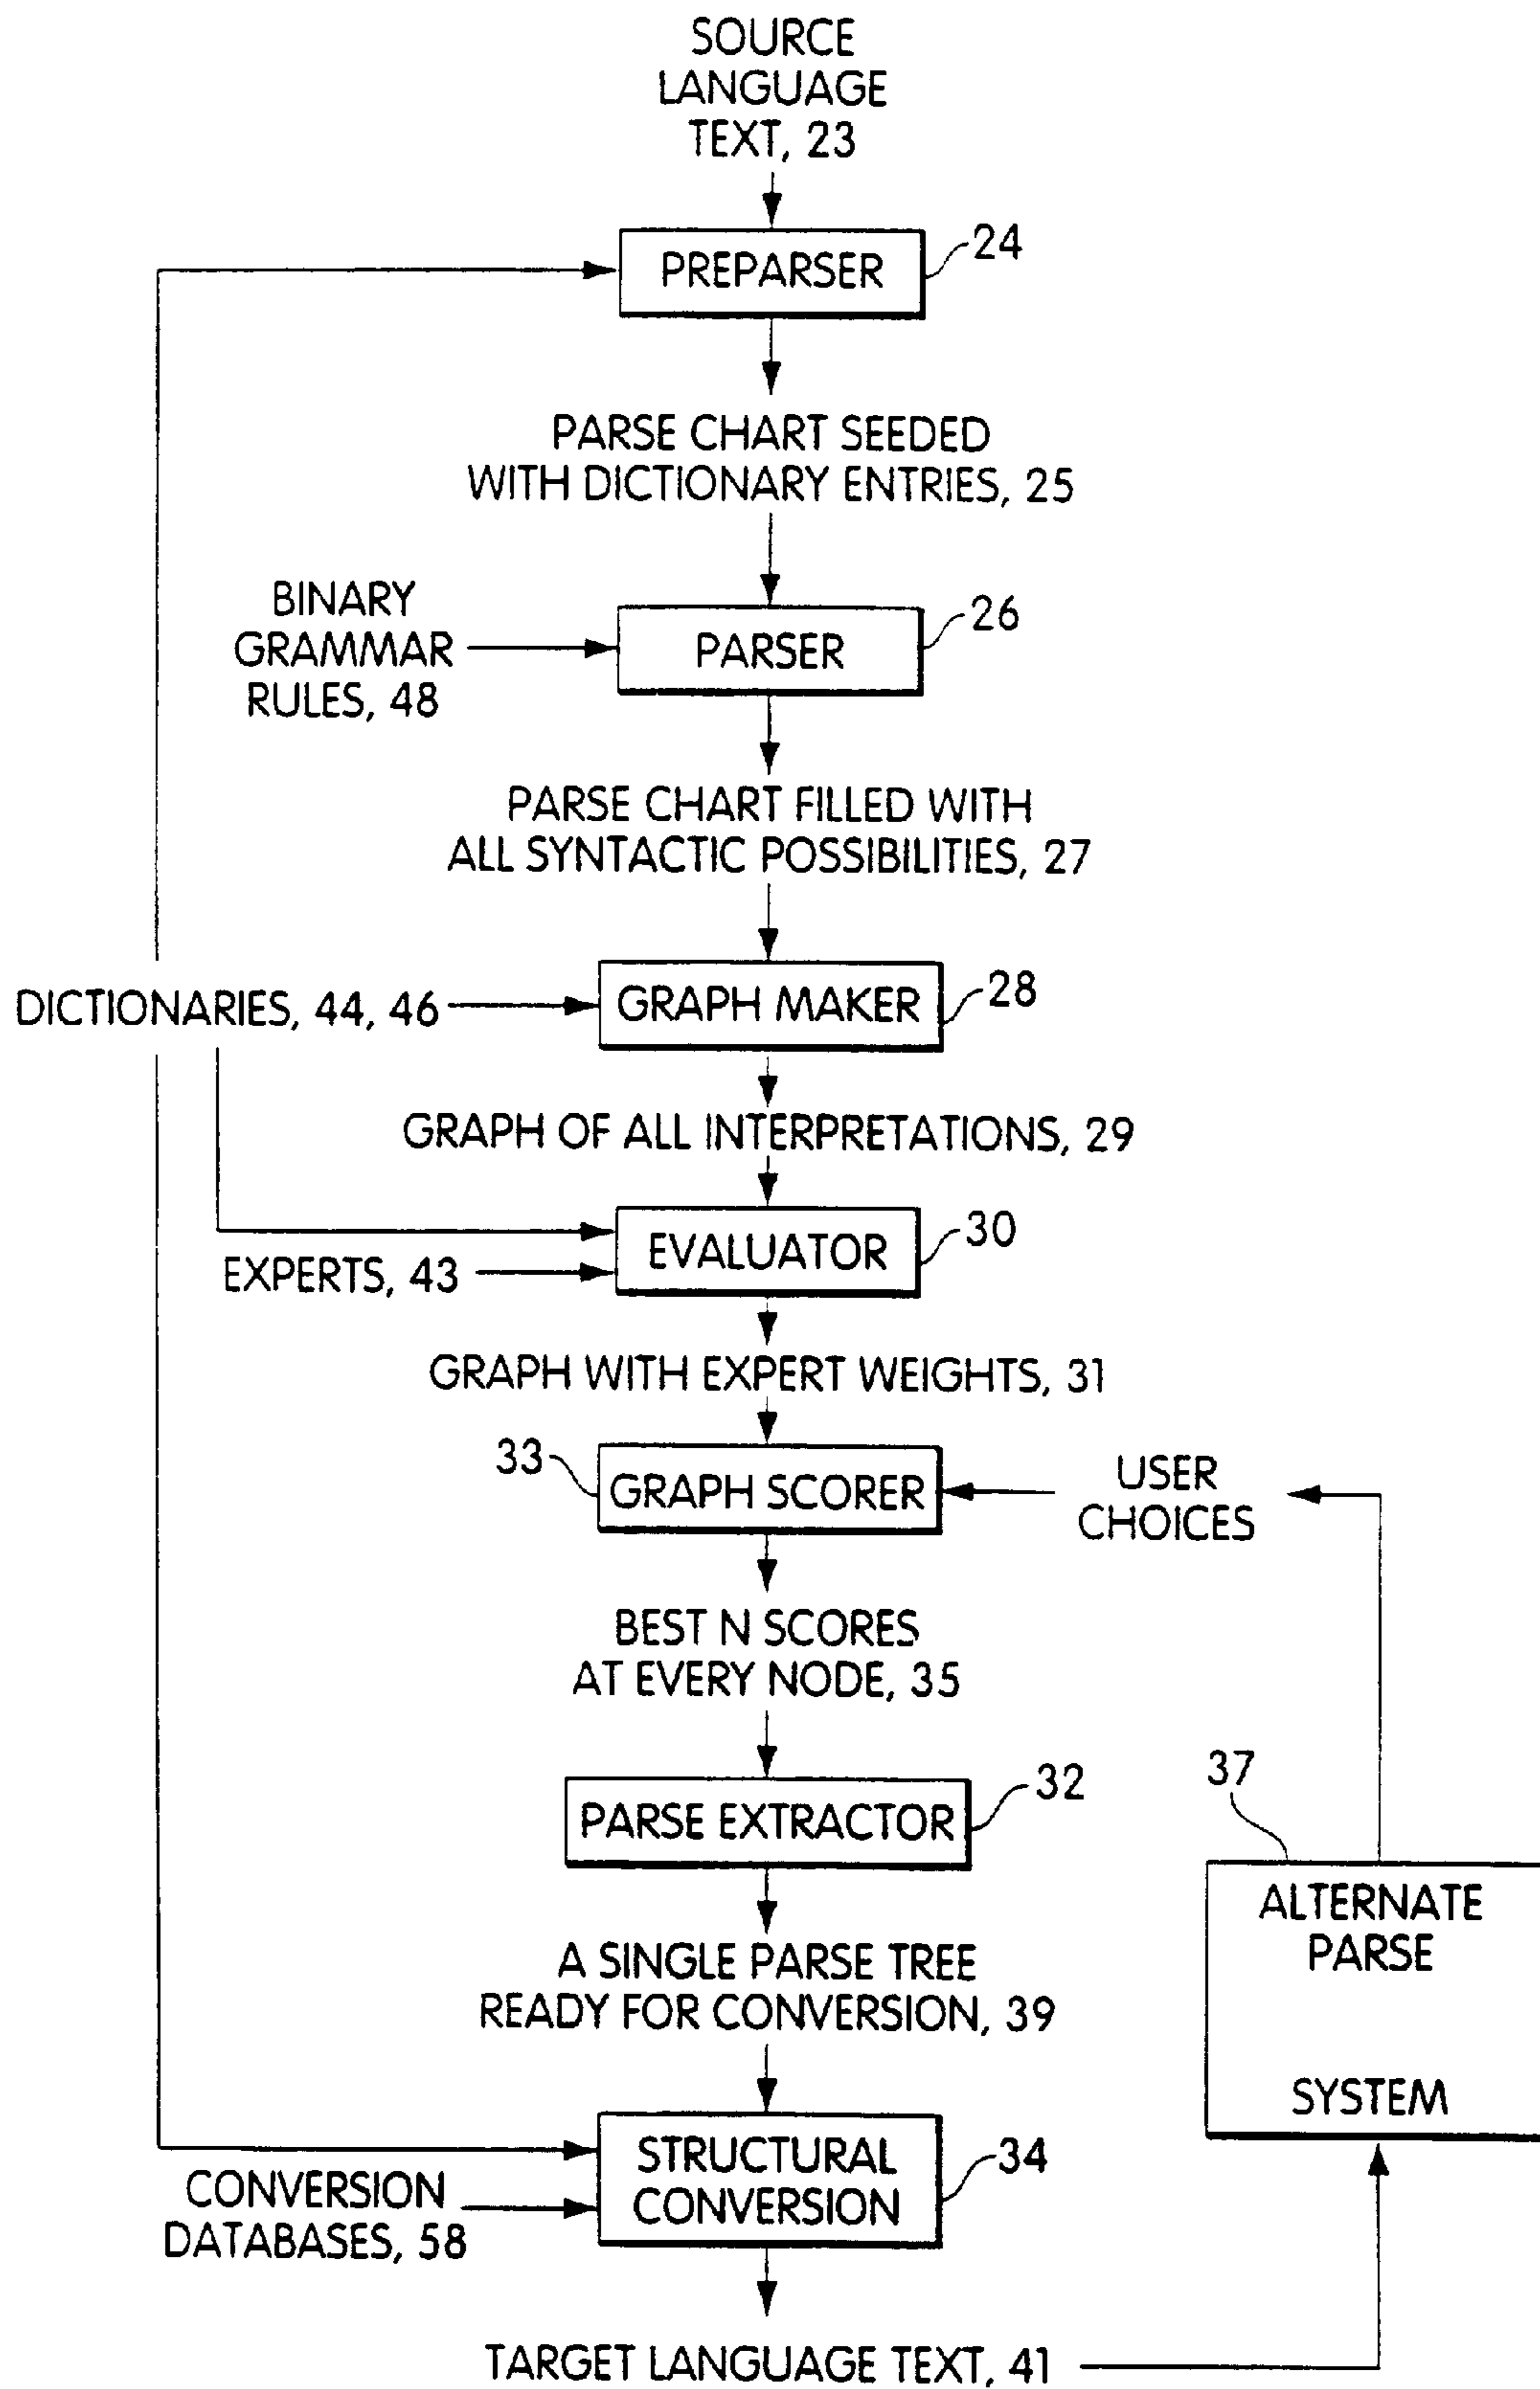 SOURCE
LANGUAGE
TEXT, 23
24
PREPARSER
PARSE CHART SEEDED
WITH DICTIONARY ENTRIES, 25
BINARY
GRAMMAR
RULES, 48
26
PARSER
PARSE CHART FILLED WITH
ALL SYNTACTIC POSSIBILITIES, 27
DICTIONARIES, 44, 46
GRAPH MAKER
28
GRAPH OF ALL INTERPRETATIONS, 29
EVALUATOR
30
EXPERTS, 43
GRAPH WITH EXPERT WEIGHTS, 31
33
GRAPH SCORER
USER
CHOICES
BEST N SCORES
AT EVERY NODE, 35
PARSE EXTRACTOR
32
37
ALTERNATE
PARSE
SYSTEM
A SINGLE PARSE TREE
READY FOR CONVERSION, 39
STRUCTURAL
CONVERSION
34
CONVERSION
DATABASES, 58
TARGET LANGUAGE TEXT, 41